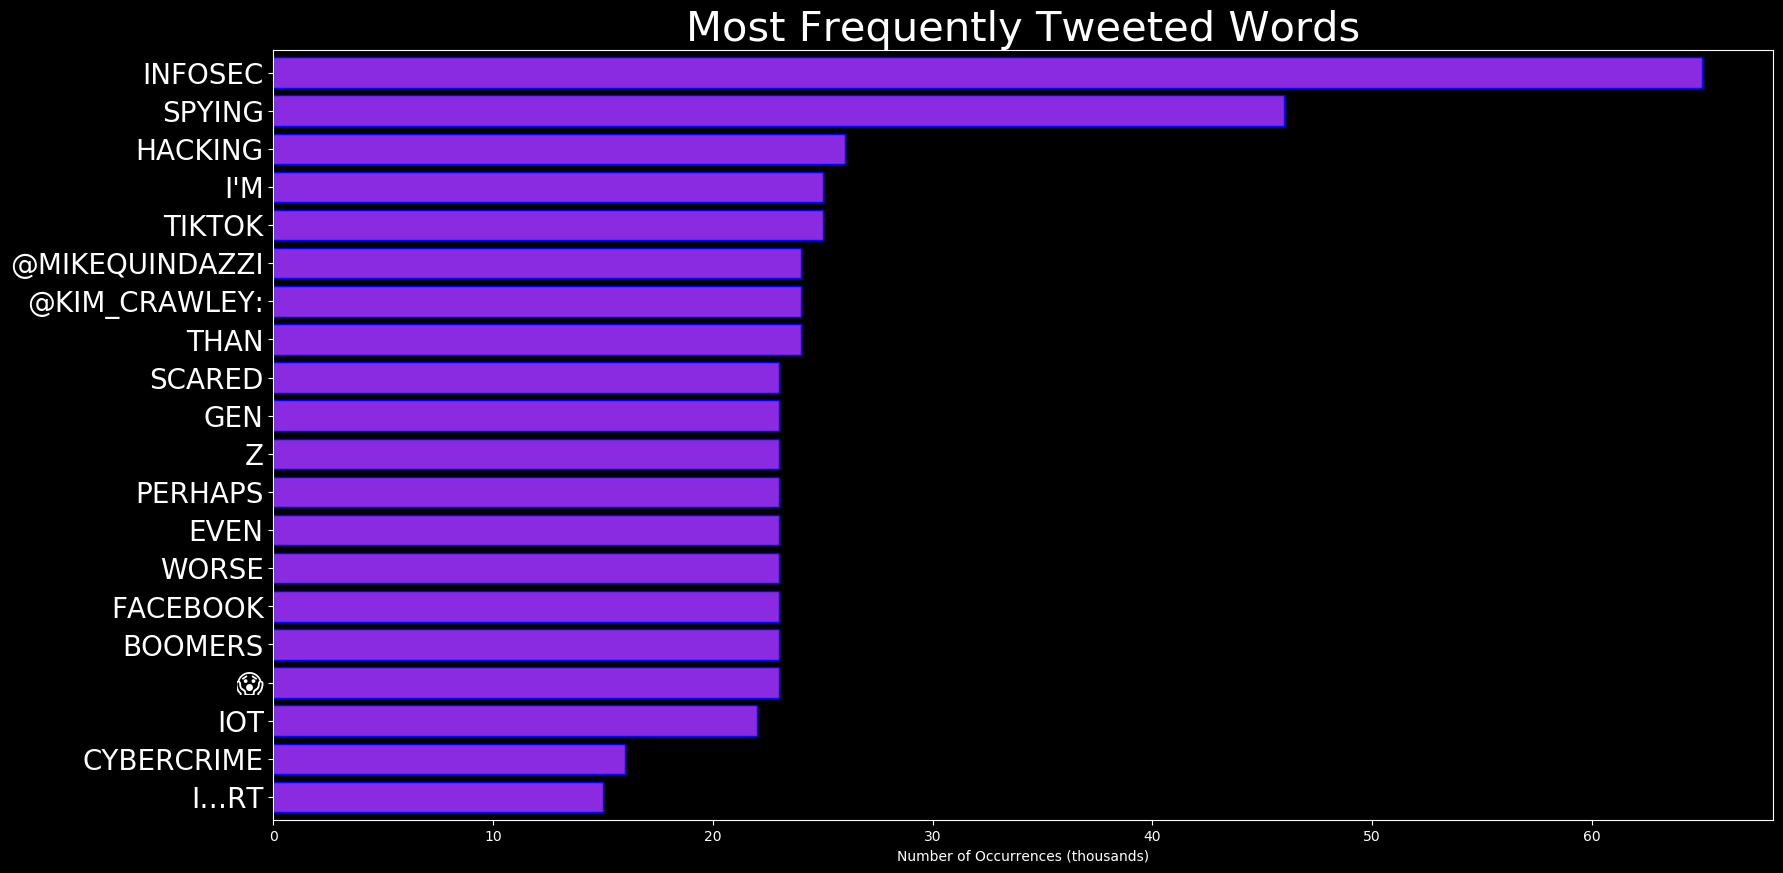 Most Frequently Tweeted Words
INFOSEC
SPYING
HACKING
I'M
TIKTOK
@MIKEQUINDAZZI
@KIM_CRAWLEY:
THAN
SCARED
GEN
Z
PERHAPS
EVEN
WORSE
FACEBOOK
BOOMERS
😱
IOT
CYBERCRIME
I…RT
0 10 20 30 40 50 60
Number of Occurrences (thousands)